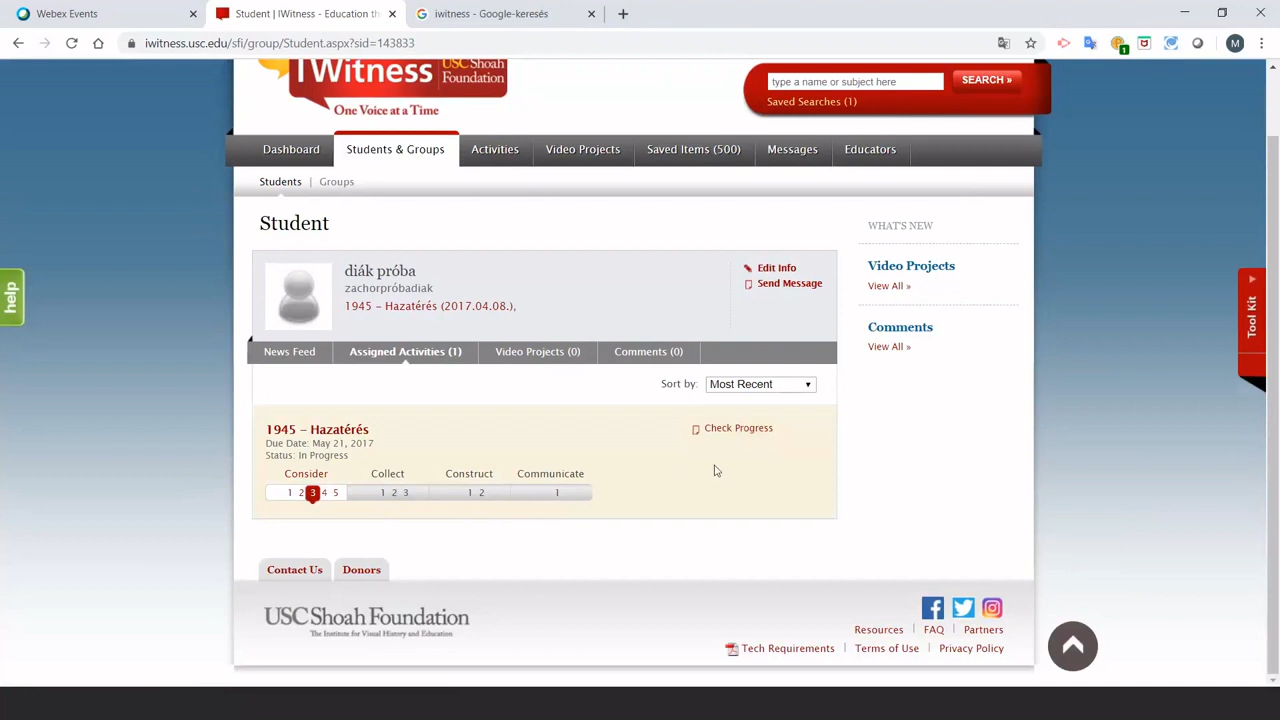 Webex Events
Student | IWitness - Education th
iwitness - Google-keresés
iwitness.usc.edu/sfi/group/Student.aspx?sid=143833
M
1
IWitness
USC Shoah
Foundation
One Voice at a Time
type a name or subject here
SEARCH »
Saved Searches (1)
Dashboard
Students & Groups
Activities
Video Projects
Saved Items (500)
Messages
Educators
Students | Groups
Student
diák próba
zachorpróbadiak
1945 – Hazatérés (2017.04.08.),
Edit Info
Send Message
WHAT'S NEW
Video Projects
View All »
Comments
View All »
help
Tool Kit
News Feed
Assigned Activities (1)
Video Projects (0)
Comments (0)
Sort by:
Most Recent
1945 – Hazatérés
Due Date: May 21, 2017
Status: In Progress
Check Progress
Consider
Collect
Construct
Communicate
1 2 3 4 5
1 2 3
1 2
1
Contact Us
Donors
USC Shoah Foundation
The Institute for Visual History and Education
Resources | FAQ | Partners
Tech Requirements | Terms of Use | Privacy Policy